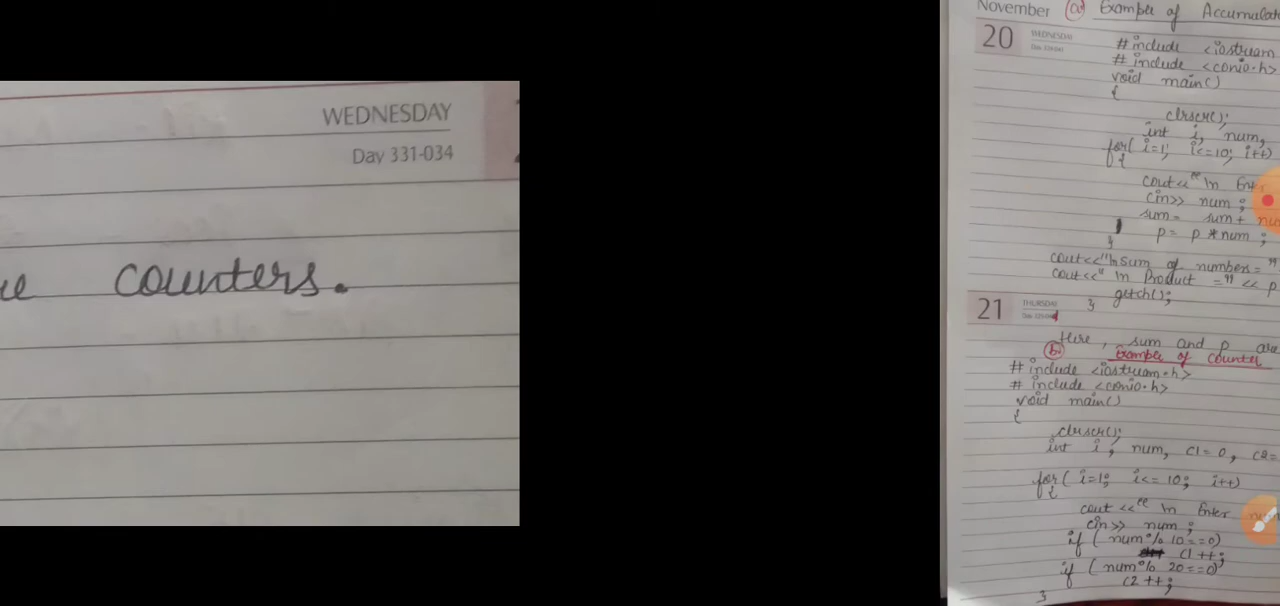 WEDNESDAY
Day 331-034
counters.
November (a) Example of Accumulat
20 WEDNESDAY
# include <iostream
# include <conio.h>
void main()
{
clrscr();
int i, num,
for( i=1; i<=10; i++)
{
cout<<"\n Ent
cin>> num ;
sum= sum+ nu
p= p *num ;
}
cout<<"\n Sum of numbers= "
cout<<"\n Product =" << p
getch();
}
21 THURSDAY
Here, sum and p are
(b) Example of counter
# include <iostream.h>
# include <conio.h>
void main()
{
clrscr();
int i, num, C1=0, C2=
for( i=1; i<= 10; i++)
{
cout <<"\n Enter
cin>> num ;
if ( num% 10==0)
C1 ++;
if ( num% 20==0)
C2 ++;
}